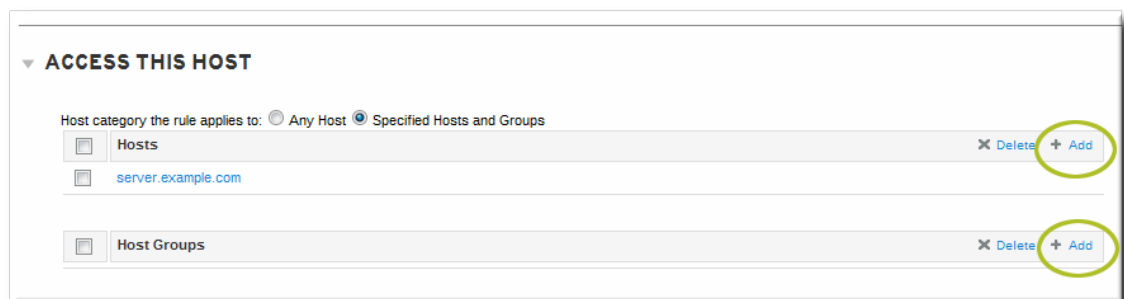 ACCESS THIS HOST
Host category the rule applies to: Any Host Specified Hosts and Groups
Hosts Delete + Add
server.example.com
Host Groups Delete + Add